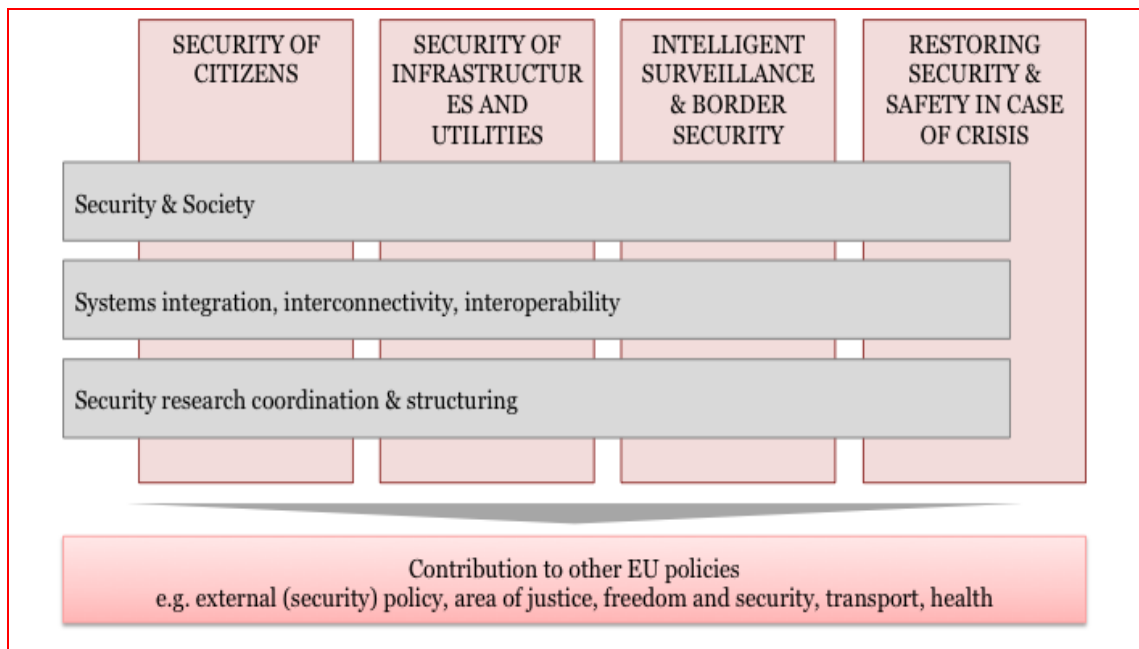 SECURITY OF
CITIZENS
SECURITY OF
INFRASTRUCTUR
ES AND
UTILITIES
INTELLIGENT
SURVEILLANCE
& BORDER
SECURITY
RESTORING
SECURITY &
SAFETY IN CASE
OF CRISIS
Security & Society
Systems integration, interconnectivity, interoperability
Security research coordination & structuring
Contribution to other EU policies
e.g. external (security) policy, area of justice, freedom and security, transport, health